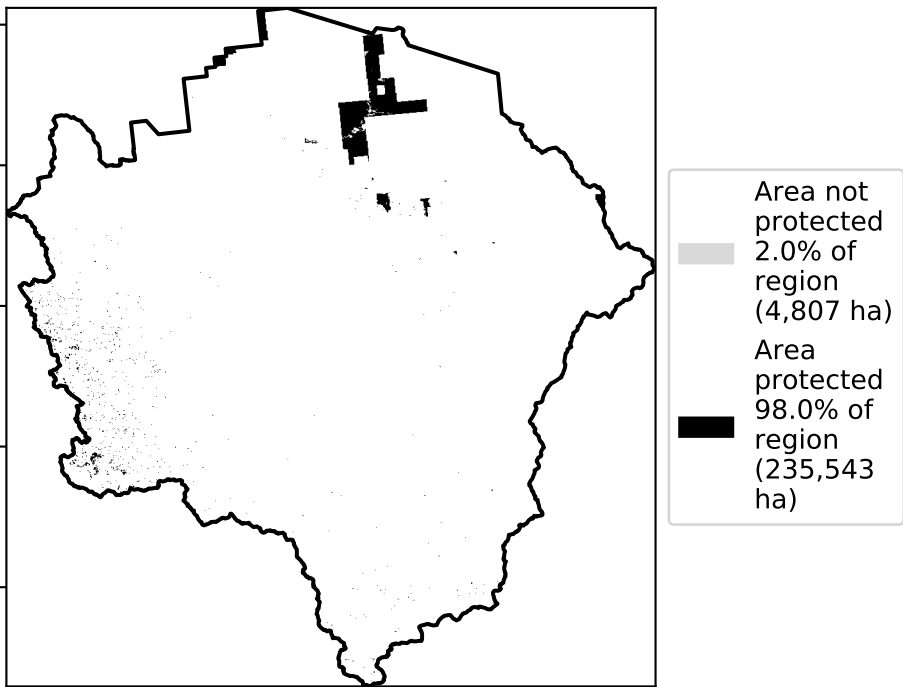 Area not
protected
2.0% of
region
(4,807 ha)
Area
protected
98.0% of
region
(235,543
ha)